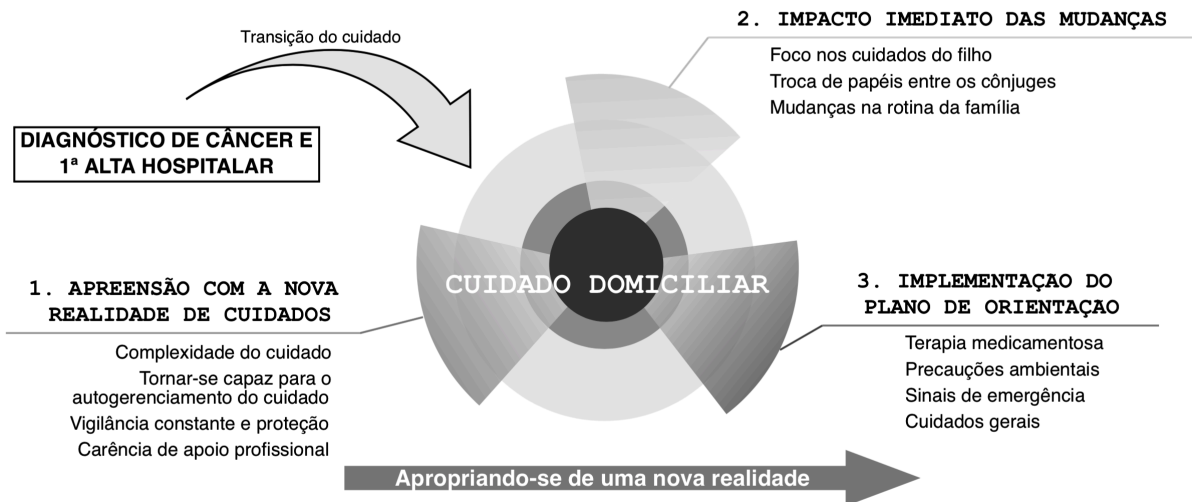 Transição do cuidado
DIAGNÓSTICO DE CÂNCER E
1ª ALTA HOSPITALAR
2. IMPACTO IMEDIATO DAS MUDANÇAS
Foco nos cuidados do filho
Troca de papéis entre os cônjuges
Mudanças na rotina da família
CUIDADO DOMICILIAR
1. APREENSÃO COM A NOVA
REALIDADE DE CUIDADOS
Complexidade do cuidado
Tornar-se capaz para o
autogerenciamento do cuidado
Vigilância constante e proteção
Carência de apoio profissional
3. IMPLEMENTAÇÃO DO
PLANO DE ORIENTAÇÃO
Terapia medicamentosa
Precauções ambientais
Sinais de emergência
Cuidados gerais
Apropriando-se de uma nova realidade